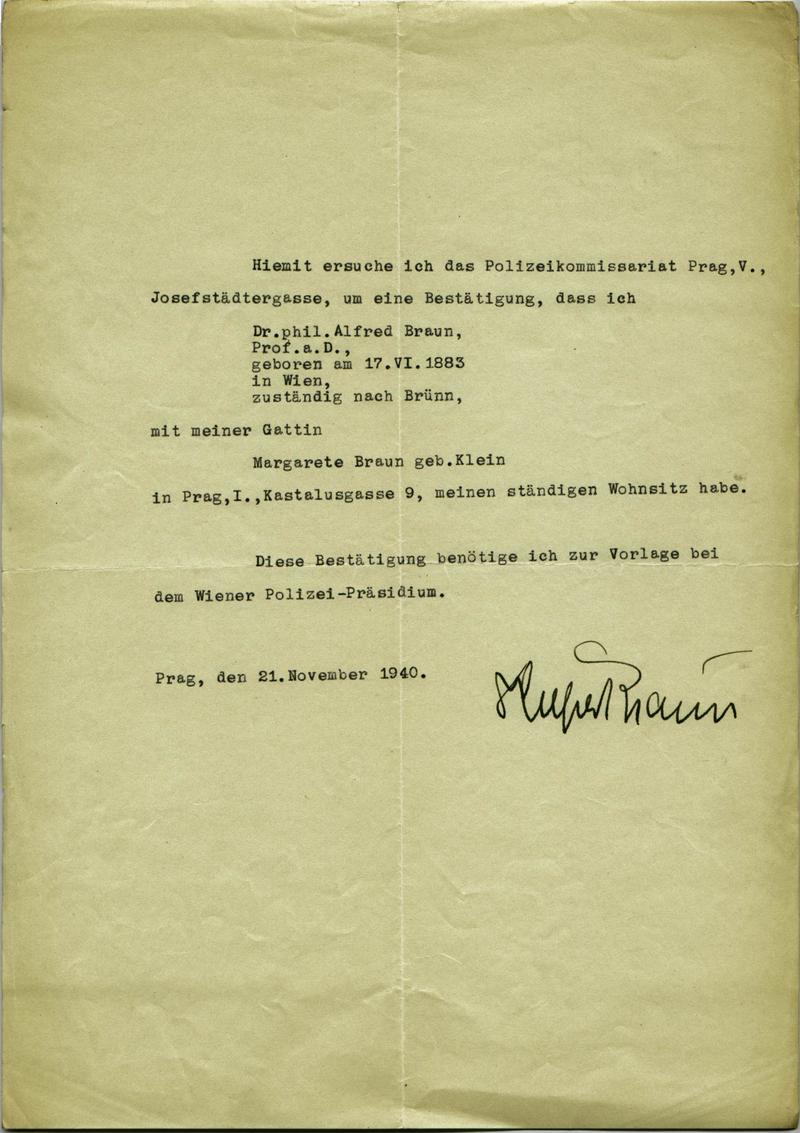 Hiemit ersuche ich das Polizeikommissariat Prag,V.,
Josefstädtergasse, um eine Bestätigung, dass ich
Dr.phil.Alfred Braun,
Prof.a.D.,
geboren am 17.VI.1883
in Wien,
zuständig nach Brünn,
mit meiner Gattin
Margarete Braun geb.Klein
in Prag,I.,Kastalusgasse 9, meinen ständigen Wohnsitz habe.
Diese Bestätigung benötige ich zur Vorlage bei
dem Wiener Polizei-Präsidium.
Prag, den 21.November 1940.
Alfred Braun